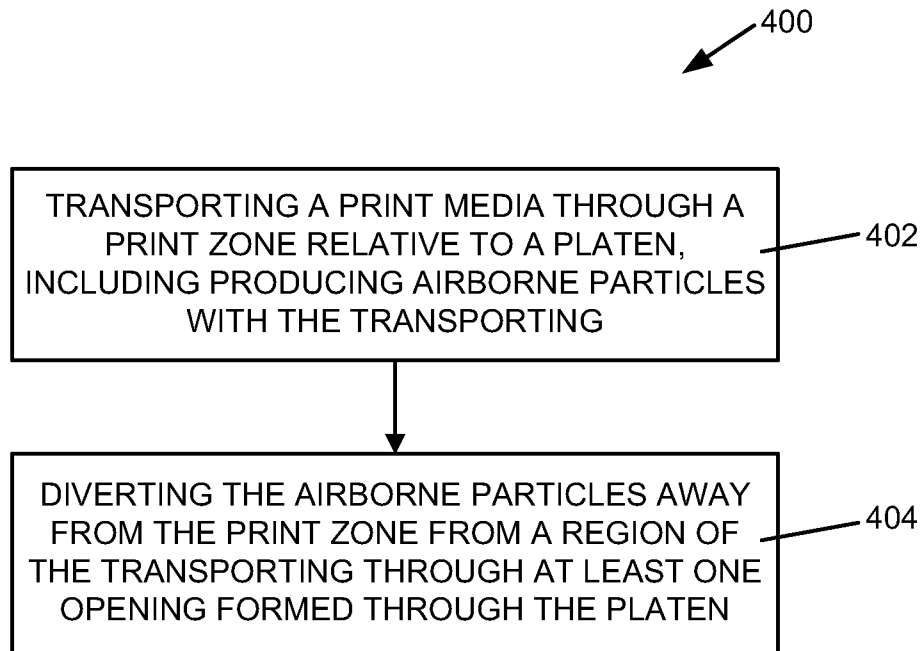 400
TRANSPORTING A PRINT MEDIA THROUGH A
PRINT ZONE RELATIVE TO A PLATEN,
INCLUDING PRODUCING AIRBORNE PARTICLES
WITH THE TRANSPORTING
402
DIVERTING THE AIRBORNE PARTICLES AWAY
FROM THE PRINT ZONE FROM A REGION OF
THE TRANSPORTING THROUGH AT LEAST ONE
OPENING FORMED THROUGH THE PLATEN
404